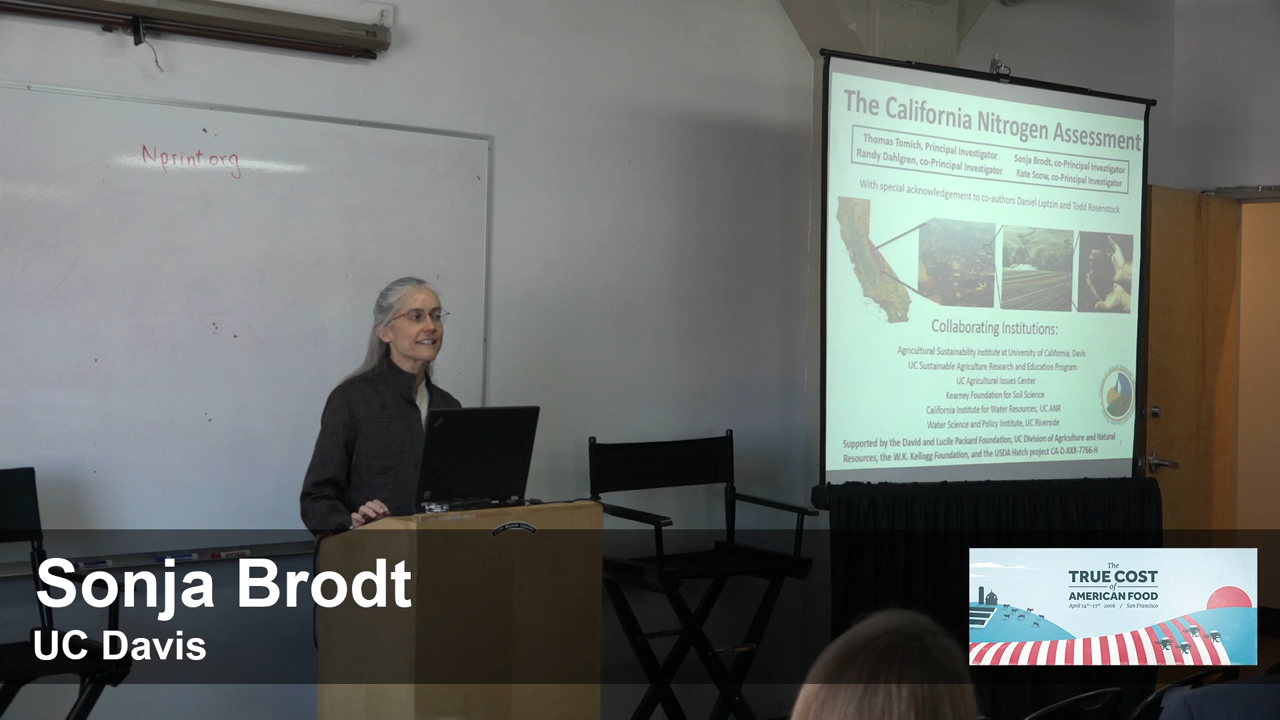 Nprint.org
The California Nitrogen Assessment
Thomas Tomich, Principal Investigator
Sonja Brodt, co-Principal Investigator
Randy Dahlgren, co-Principal Investigator
Kate Scow, co-Principal Investigator
With special acknowledgement to co-authors Daniel Liptzin and Todd Rosenstock
Collaborating Institutions:
Agricultural Sustainability Institute at University of California, Davis
UC Sustainable Agriculture Research and Education Program
UC Agricultural Issues Center
Kearney Foundation for Soil Science
California Institute for Water Resources, UC ANR
Water Science and Policy Institute, UC Riverside
Supported by the David and Lucile Packard Foundation, UC Division of Agriculture and Natural
Resources, the W.K. Kellogg Foundation, and the USDA Hatch project CA-D-XXX-7766-H
Sonja Brodt
UC Davis
The
TRUE COST
of
AMERICAN FOOD
April 14th-17th 2016 / San Francisco